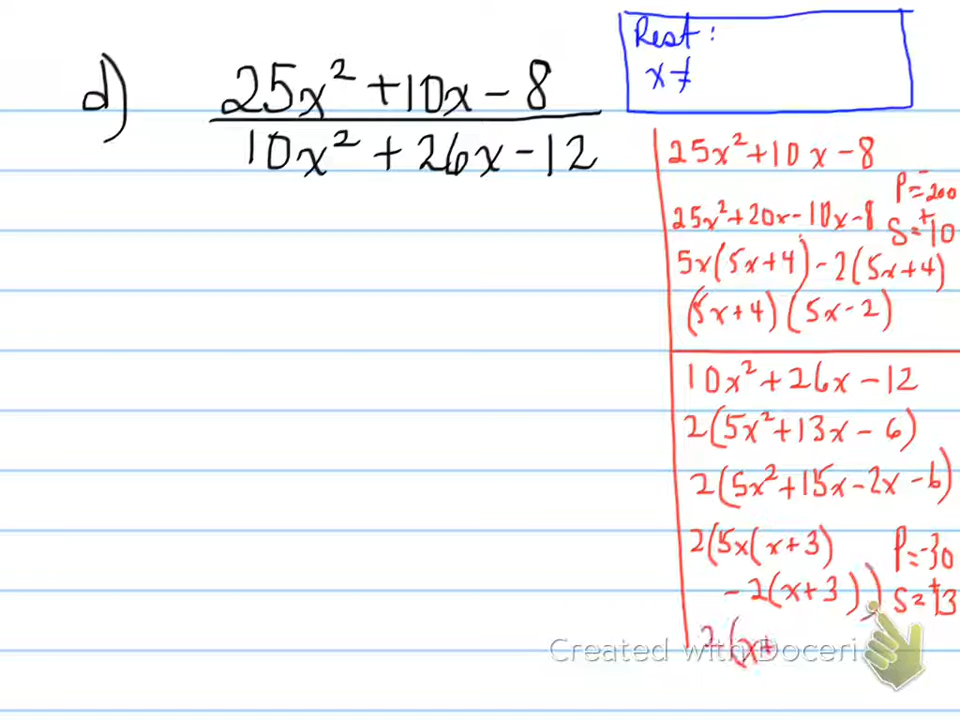 d) 25x² + 10x - 8
10x² + 26x - 12
Rest:
x ≠
25x² + 10x - 8
P = -200
S = +10
25x² + 20x - 10x - 8
5x(5x + 4) - 2(5x + 4)
(5x + 4)(5x - 2)
10x² + 26x - 12
2(5x² + 13x - 6)
2(5x² + 15x - 2x - 6)
2(5x(x + 3)
P = -30
- 2(x + 3))
S = +13
2(x+
Created with Doceri